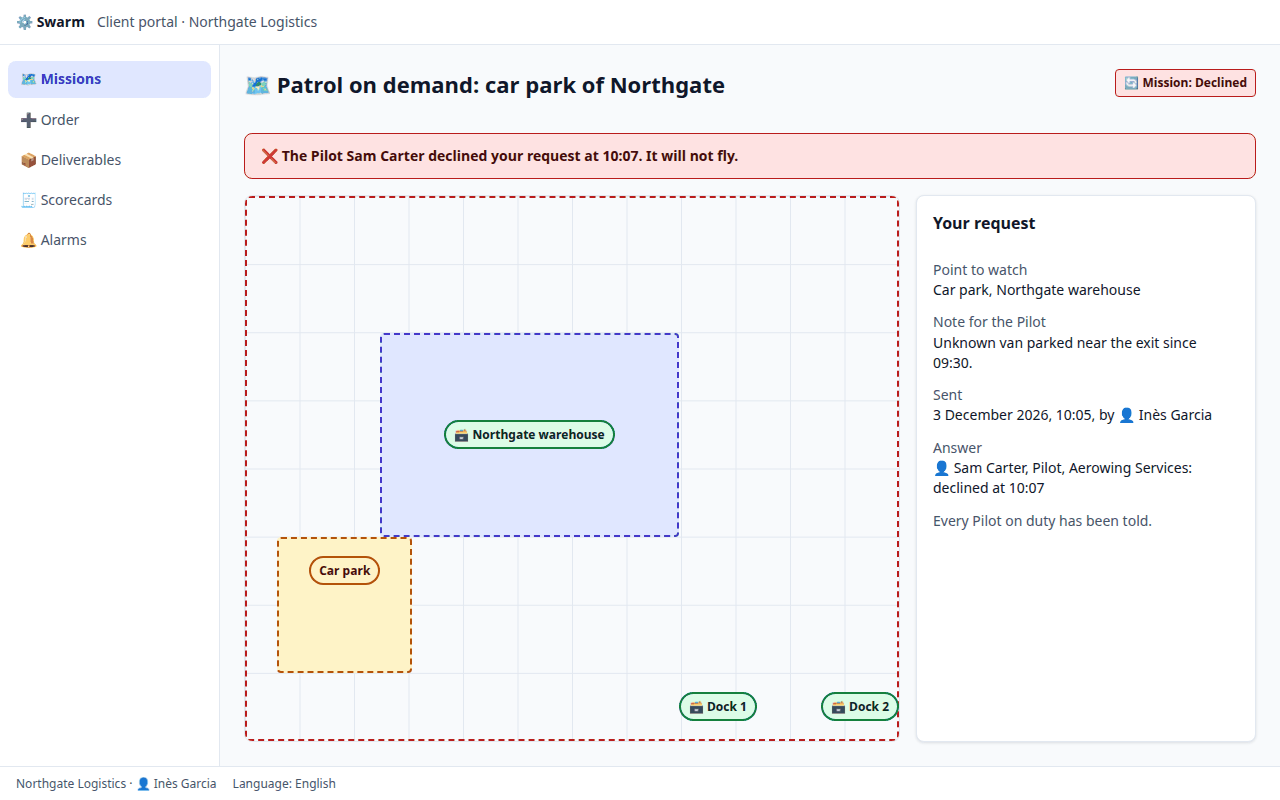 ⚙️ Swarm Client portal · Northgate Logistics
🗺️ Missions
➕ Order
📦 Deliverables
🧾 Scorecards
🔔 Alarms
🗺️ Patrol on demand: car park of Northgate
🔄 Mission: Declined
❌ The Pilot Sam Carter declined your request at 10:07. It will not fly.
🗃️ Northgate warehouse
Car park
🗃️ Dock 1
🗃️ Dock 2
Your request
Point to watch
Car park, Northgate warehouse
Note for the Pilot
Unknown van parked near the exit since
09:30.
Sent
3 December 2026, 10:05, by 👤 Inès Garcia
Answer
👤 Sam Carter, Pilot, Aerowing Services:
declined at 10:07
Every Pilot on duty has been told.
Northgate Logistics · 👤 Inès Garcia Language: English